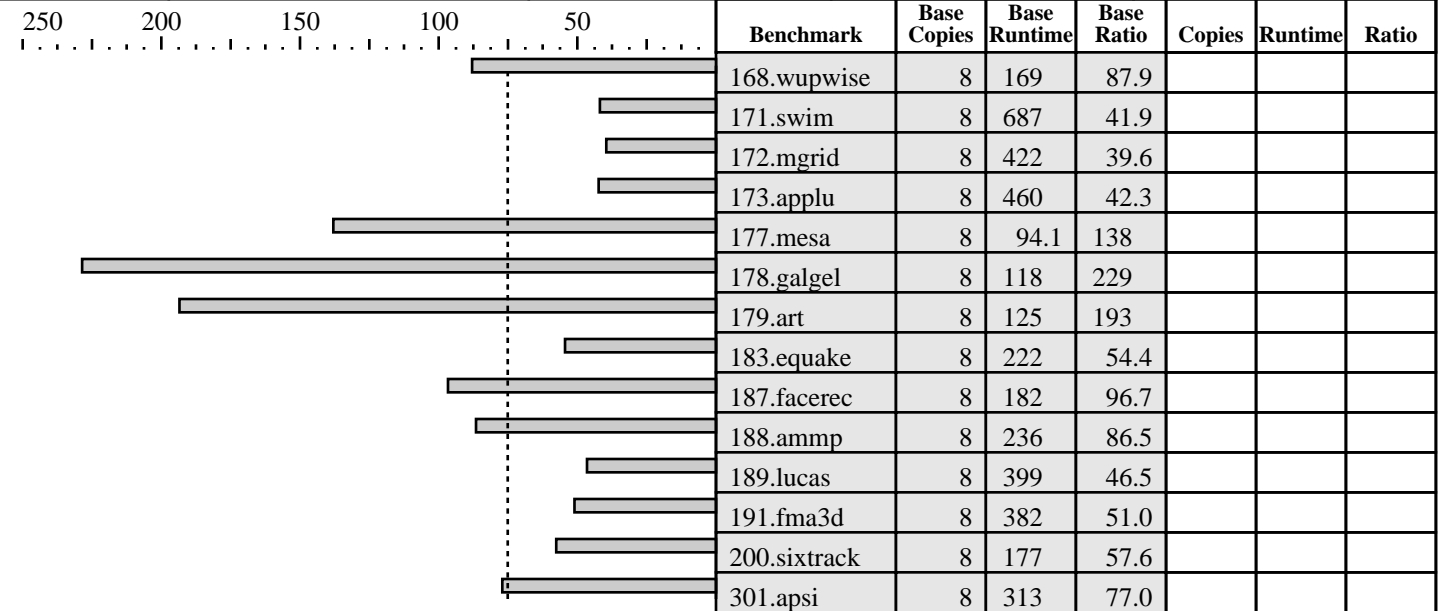 250 200 150 100 50
Benchmark Base Copies Base Runtime Base Ratio Copies Runtime Ratio
168.wupwise 8 169 87.9
171.swim 8 687 41.9
172.mgrid 8 422 39.6
173.applu 8 460 42.3
177.mesa 8 94.1 138
178.galgel 8 118 229
179.art 8 125 193
183.equake 8 222 54.4
187.facerec 8 182 96.7
188.ammp 8 236 86.5
189.lucas 8 399 46.5
191.fma3d 8 382 51.0
200.sixtrack 8 177 57.6
301.apsi 8 313 77.0